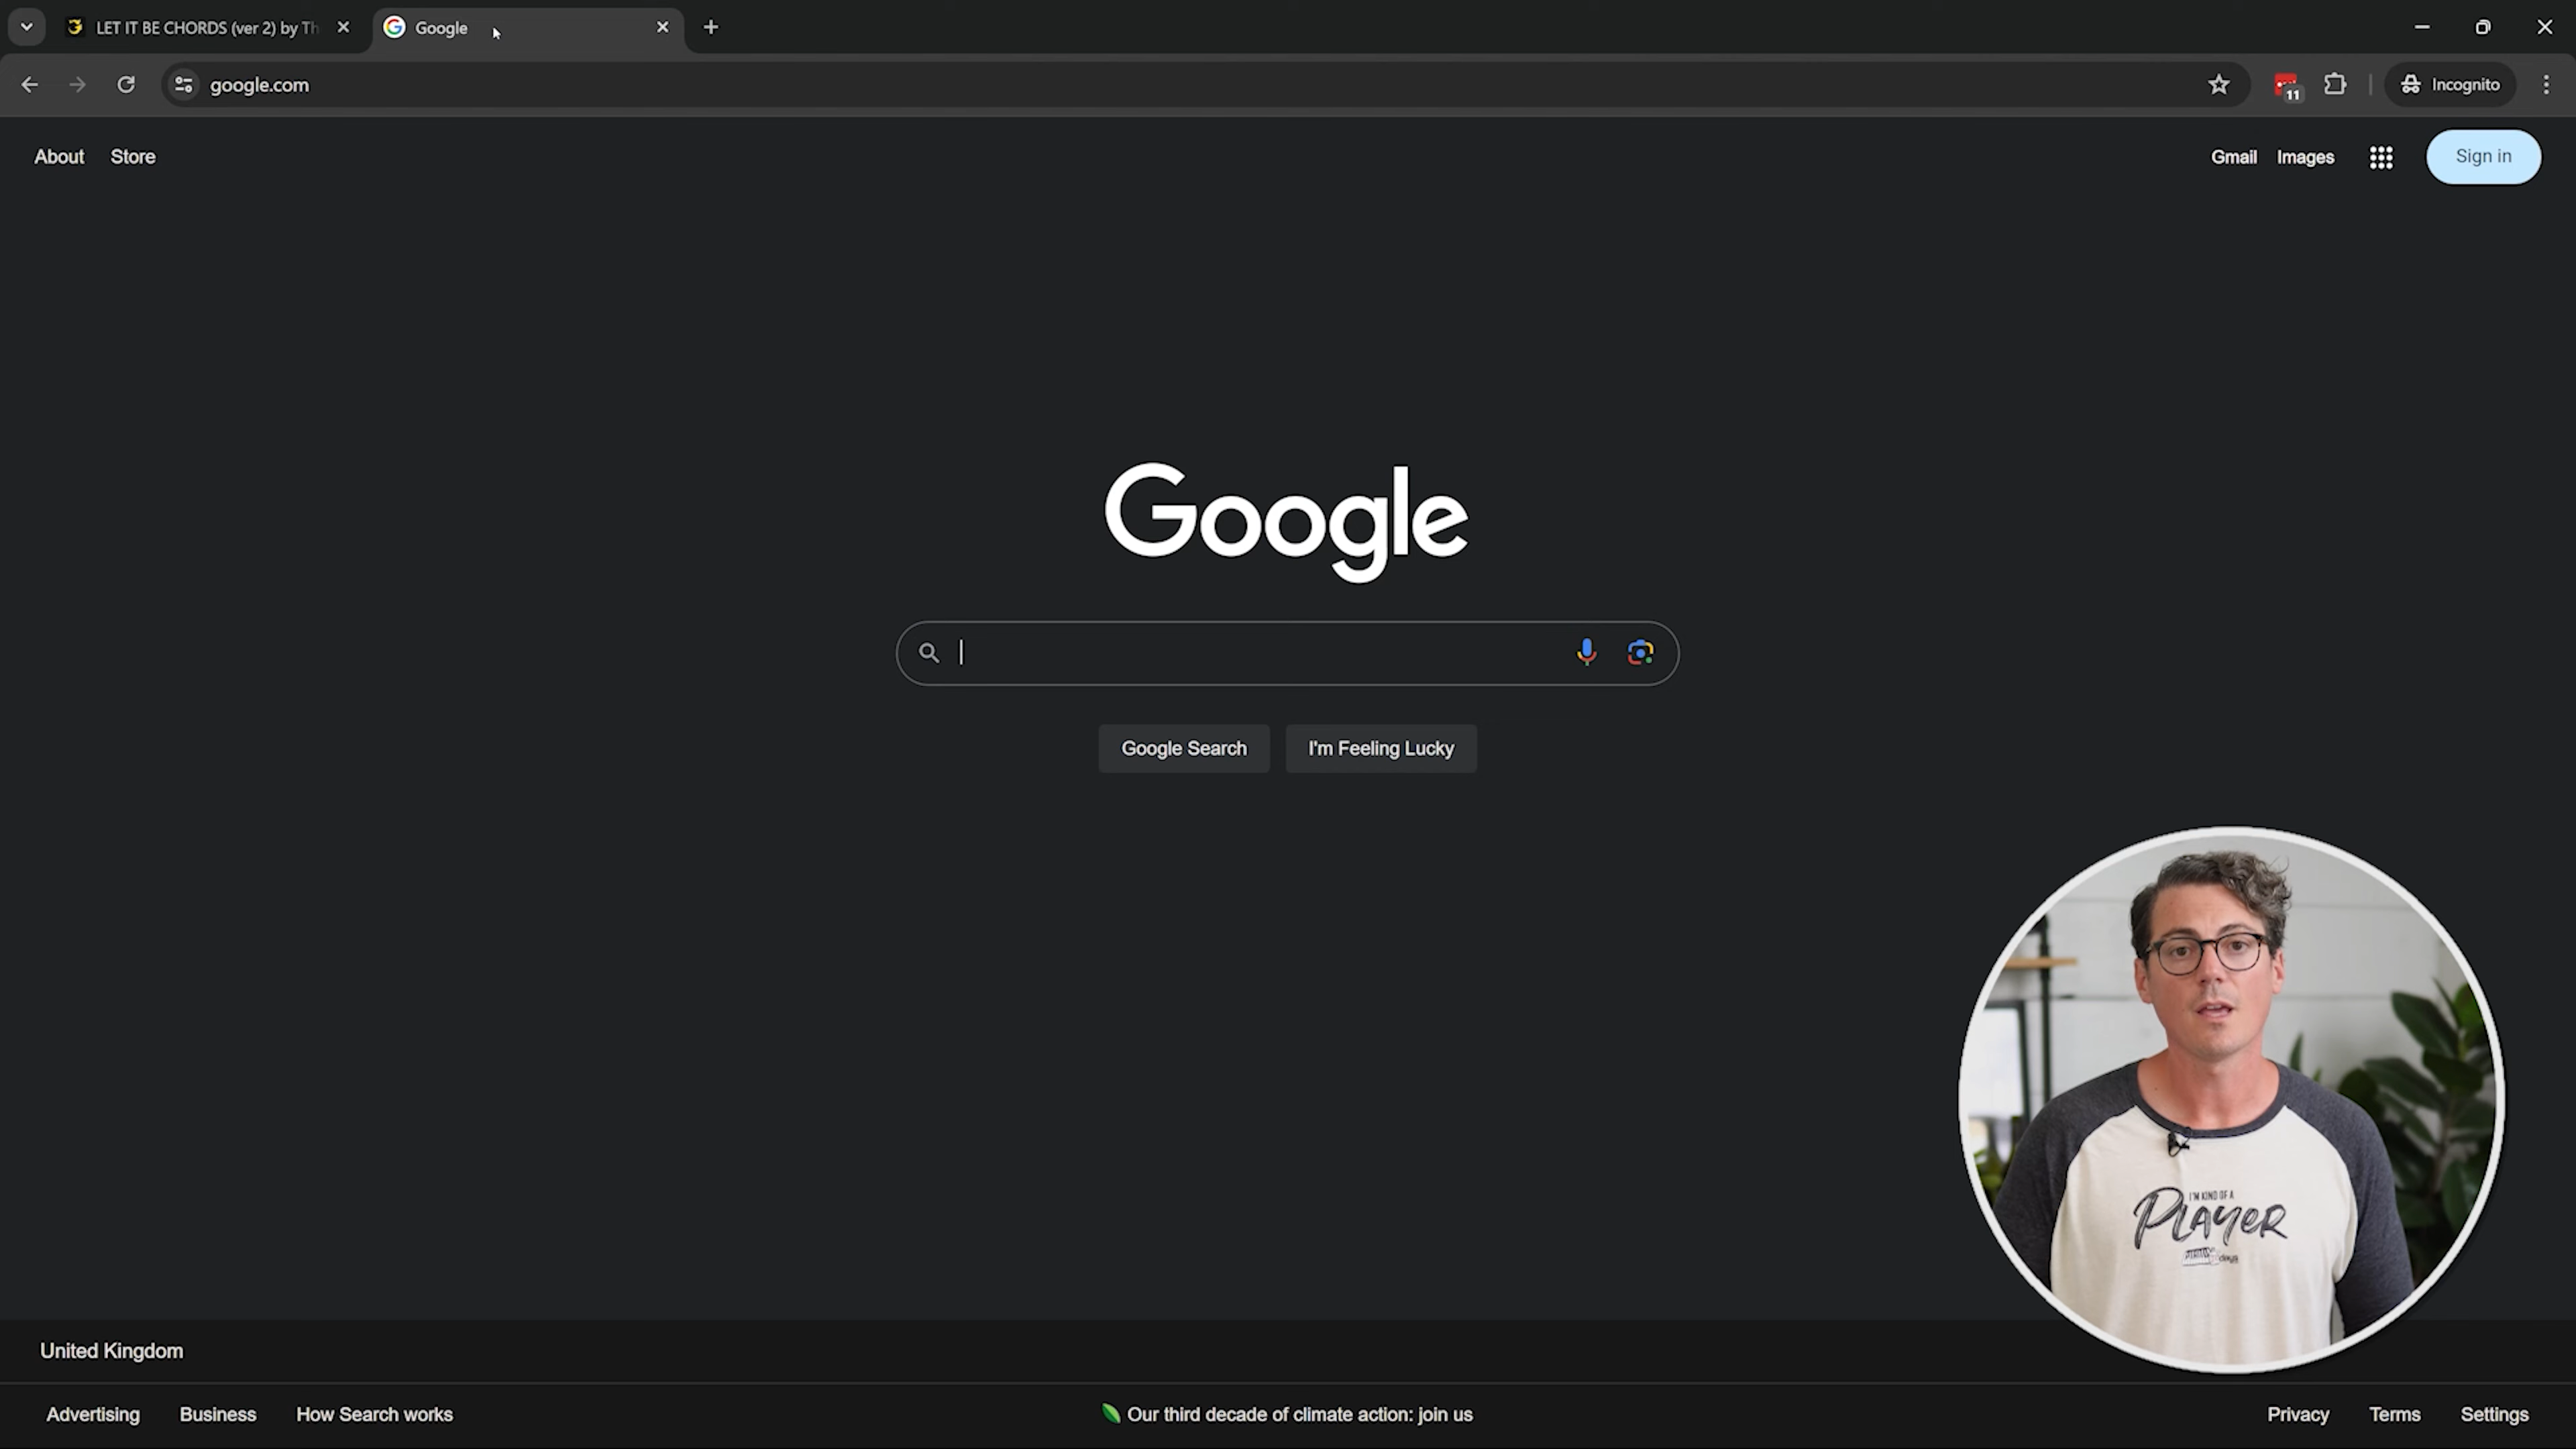 LET IT BE CHORDS (ver 2) by Th
Google
google.com
11
Incognito
About
Store
Gmail
Images
Sign in
Google
Google Search
I'm Feeling Lucky
I'M KIND OF A
PLAYER
United Kingdom
Advertising
Business
How Search works
Our third decade of climate action: join us
Privacy
Terms
Settings